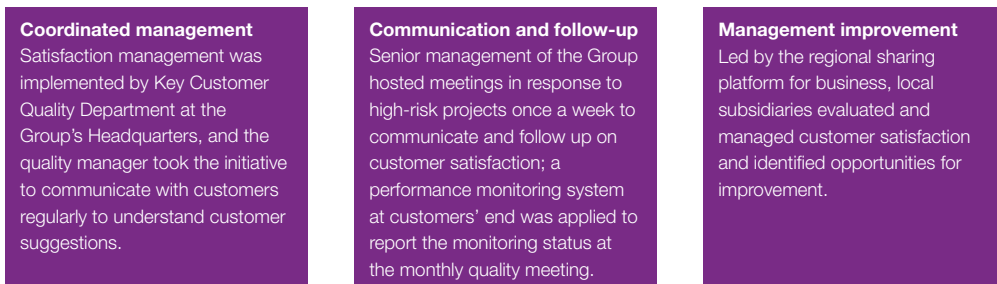 Coordinated management
Satisfaction management was
implemented by Key Customer
Quality Department at the
Group's Headquarters, and the
quality manager took the initiative
to communicate with customers
regularly to understand customer
suggestions.
Communication and follow-up
Senior management of the Group
hosted meetings in response to
high-risk projects once a week to
communicate and follow up on
customer satisfaction; a
performance monitoring system
at customers' end was applied to
report the monitoring status at
the monthly quality meeting.
Management improvement
Led by the regional sharing
platform for business, local
subsidiaries evaluated and
managed customer satisfaction
and identified opportunities for
improvement.